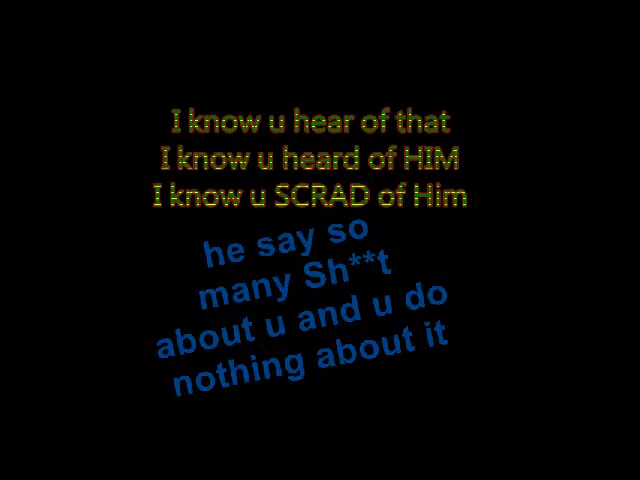 I know u hear of that
I know u heard of HIM
I know u SCRAD of Him
he say so
many Sh**t
about u and u do
nothing about it